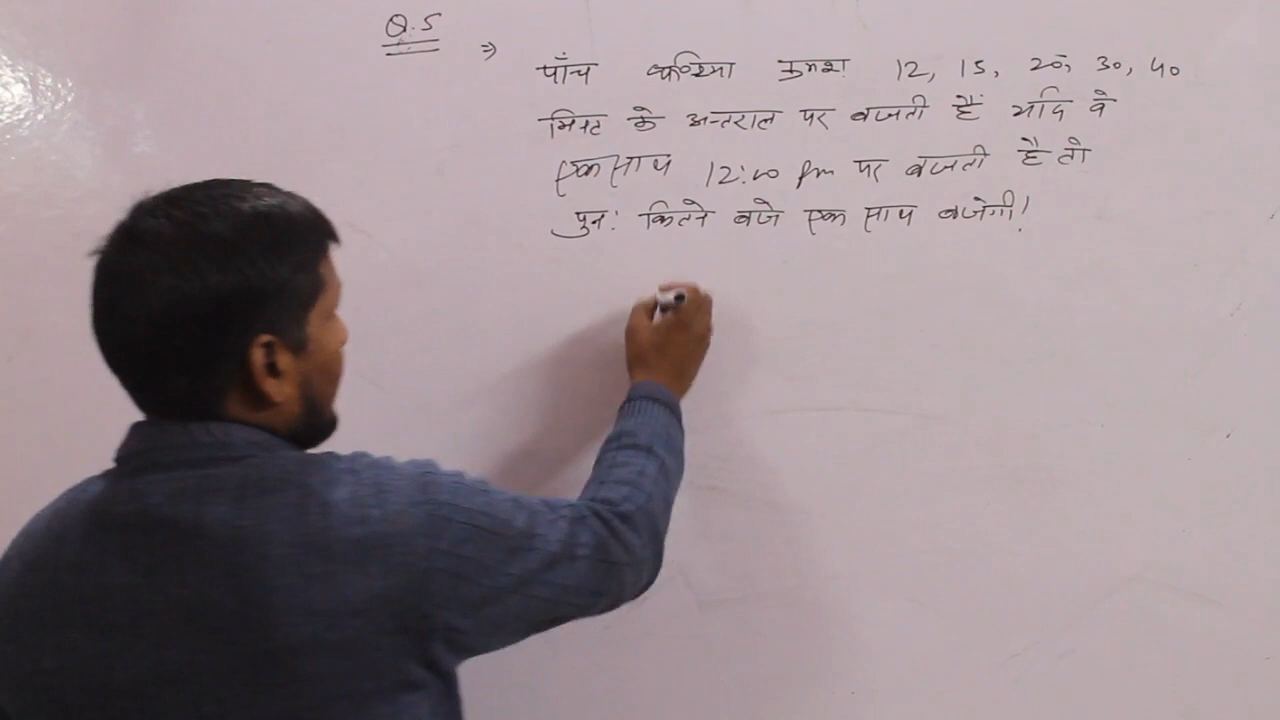 Q.5
⇒ पाँच घण्टिया क्रमश: 12, 15, 20, 30, 40
मिनट के अन्तराल पर बजती हैं यदि वे
एक साथ 12:00 pm पर बजती है तो
पुन: कितने बजे एक साथ बजेगी!